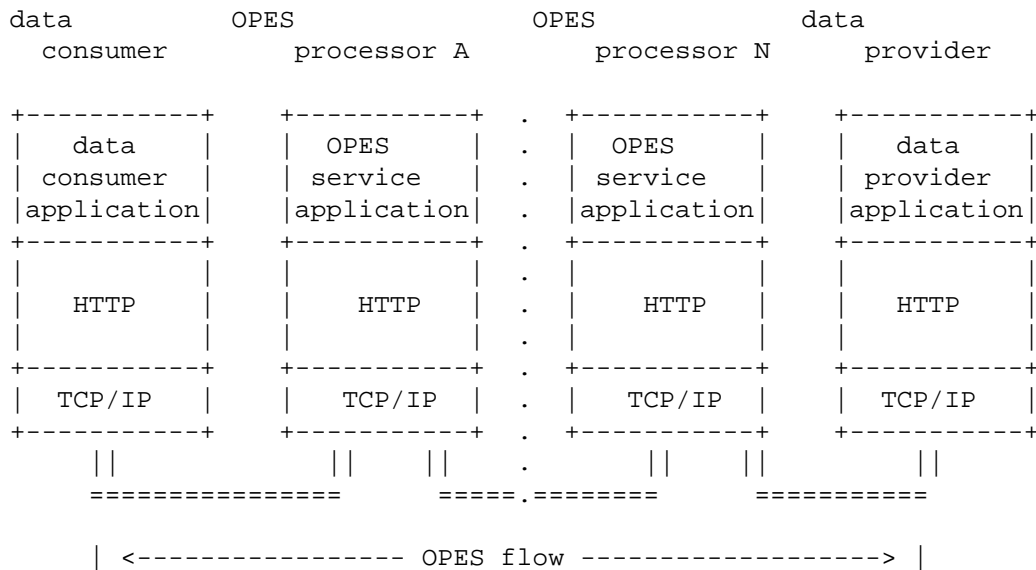 data OPES OPES data
consumer processor A processor N provider
data OPES OPES data
consumer service service provider
application application application application
HTTP HTTP HTTP HTTP
TCP/IP TCP/IP TCP/IP TCP/IP
OPES flow